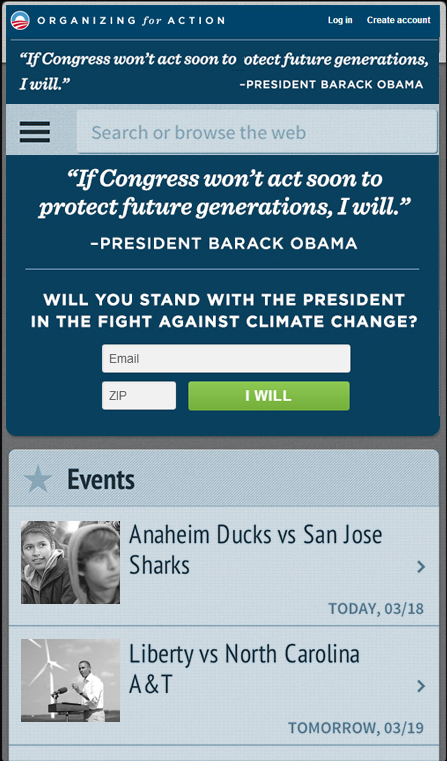 ORGANIZING for ACTION
Log in Create account
“If Congress won’t act soon to otect future generations,
I will.” –PRESIDENT BARACK OBAMA
Search or browse the web
“If Congress won’t act soon to
protect future generations, I will.”
–PRESIDENT BARACK OBAMA
WILL YOU STAND WITH THE PRESIDENT
IN THE FIGHT AGAINST CLIMATE CHANGE?
Email
ZIP I WILL
Events
Anaheim Ducks vs San Jose
Sharks
TODAY, 03/18
Liberty vs North Carolina
A&T
TOMORROW, 03/19